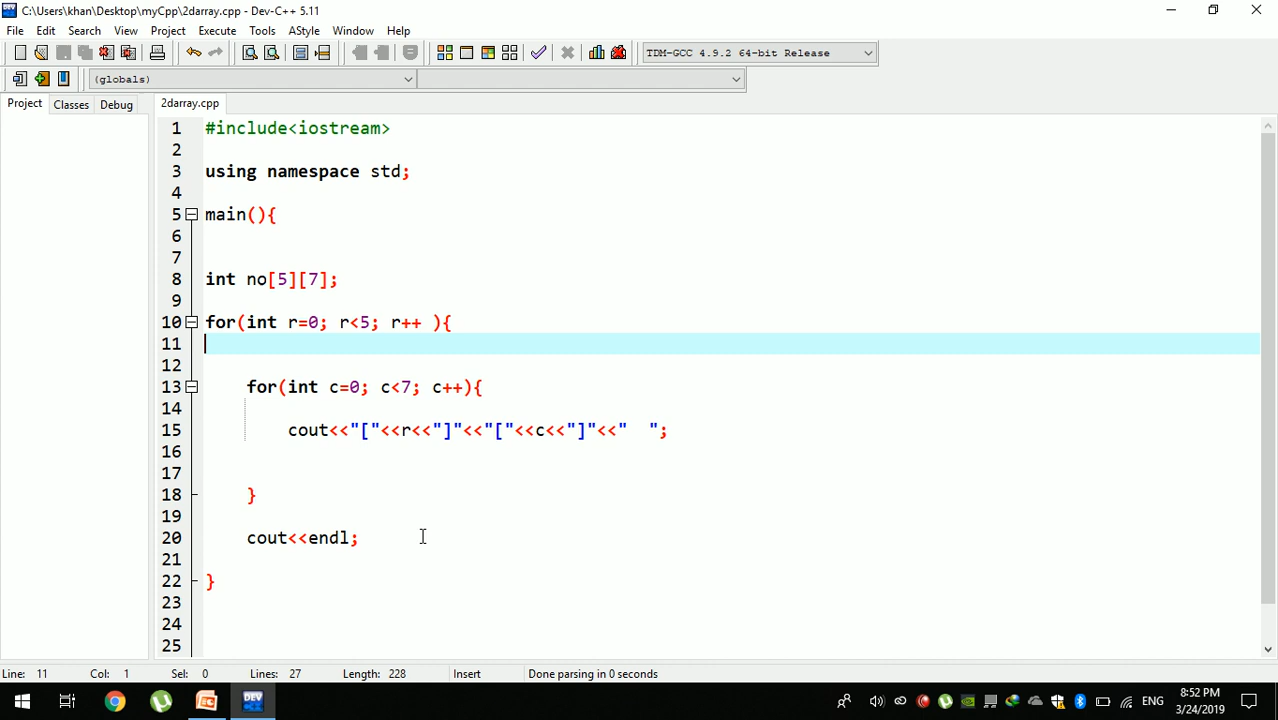 C:\Users\khan\Desktop\myCpp\2darray.cpp - Dev-C++ 5.11
File Edit Search View Project Execute Tools AStyle Window Help
TDM-GCC 4.9.2 64-bit Release
(globals)
Project Classes Debug 2darray.cpp
1 #include<iostream>
2
3 using namespace std;
4
5 main(){
6
7
8 int no[5][7];
9
10 for(int r=0; r<5; r++ ){
11
12
13 for(int c=0; c<7; c++){
14
15 cout<<"["<<r<<"]"<<"["<<c<<"]"<<"  ";
16
17
18 }
19
20 cout<<endl;
21
22 }
23
24
25
Line: 11 Col: 1 Sel: 0 Lines: 27 Length: 228 Insert Done parsing in 0 seconds
DEV ENG 8:52 PM
3/24/2019